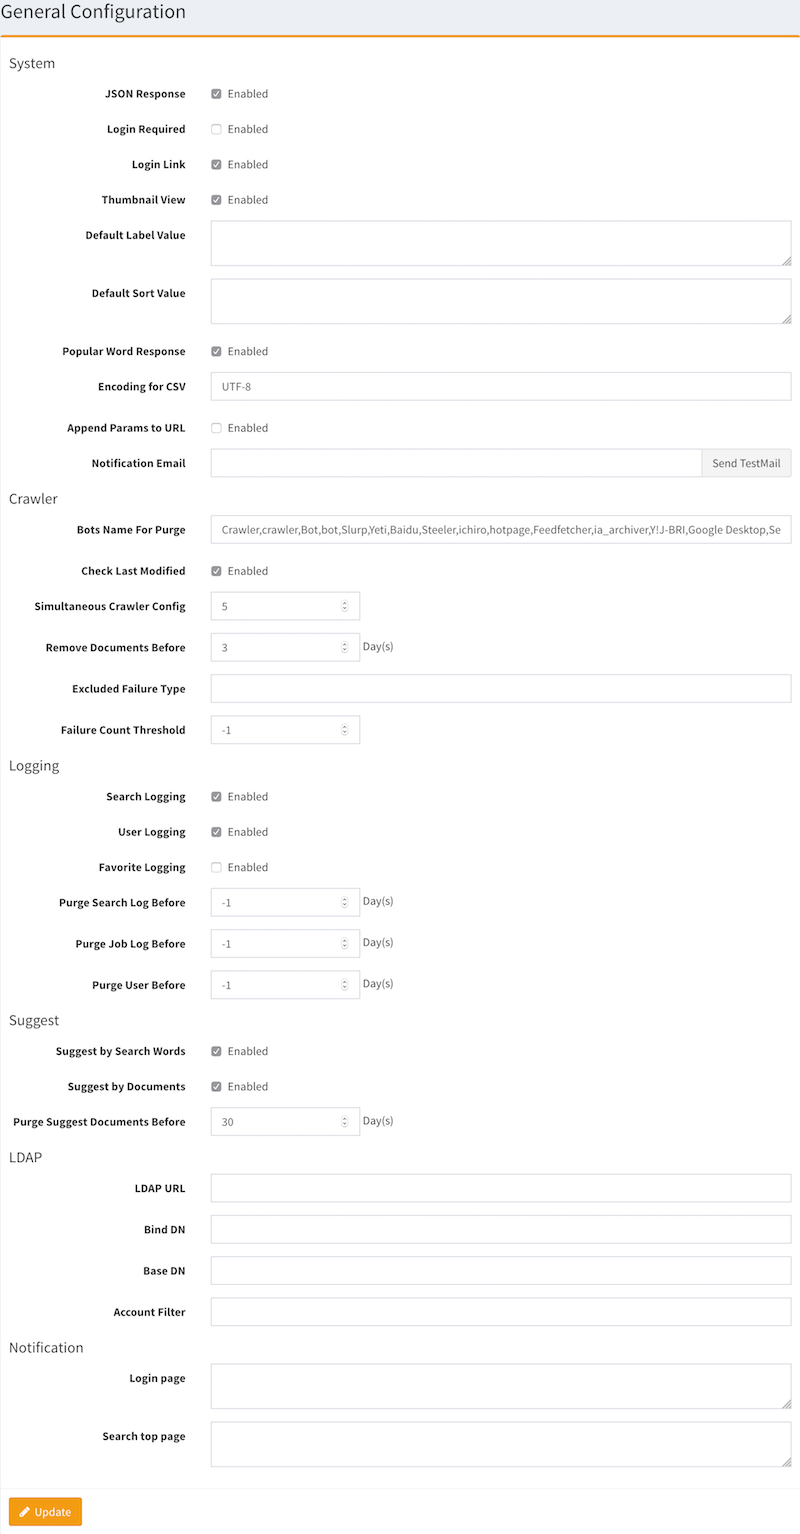 General Configuration
System
JSON Response Enabled
Login Required Enabled
Login Link Enabled
Thumbnail View Enabled
Default Label Value
Default Sort Value
Popular Word Response Enabled
Encoding for CSV UTF-8
Append Params to URL Enabled
Notification Email Send TestMail
Crawler
Bots Name For Purge Crawler,crawler,Bot,bot,Slurp,Yeti,Baidu,Steeler,ichiro,hotpage,Feedfetcher,ia_archiver,Y!J-BRI,Google Desktop,Se
Check Last Modified Enabled
Simultaneous Crawler Config 5
Remove Documents Before 3 Day(s)
Excluded Failure Type
Failure Count Threshold -1
Logging
Search Logging Enabled
User Logging Enabled
Favorite Logging Enabled
Purge Search Log Before -1 Day(s)
Purge Job Log Before -1 Day(s)
Purge User Before -1 Day(s)
Suggest
Suggest by Search Words Enabled
Suggest by Documents Enabled
Purge Suggest Documents Before 30 Day(s)
LDAP
LDAP URL
Bind DN
Base DN
Account Filter
Notification
Login page
Search top page
Update